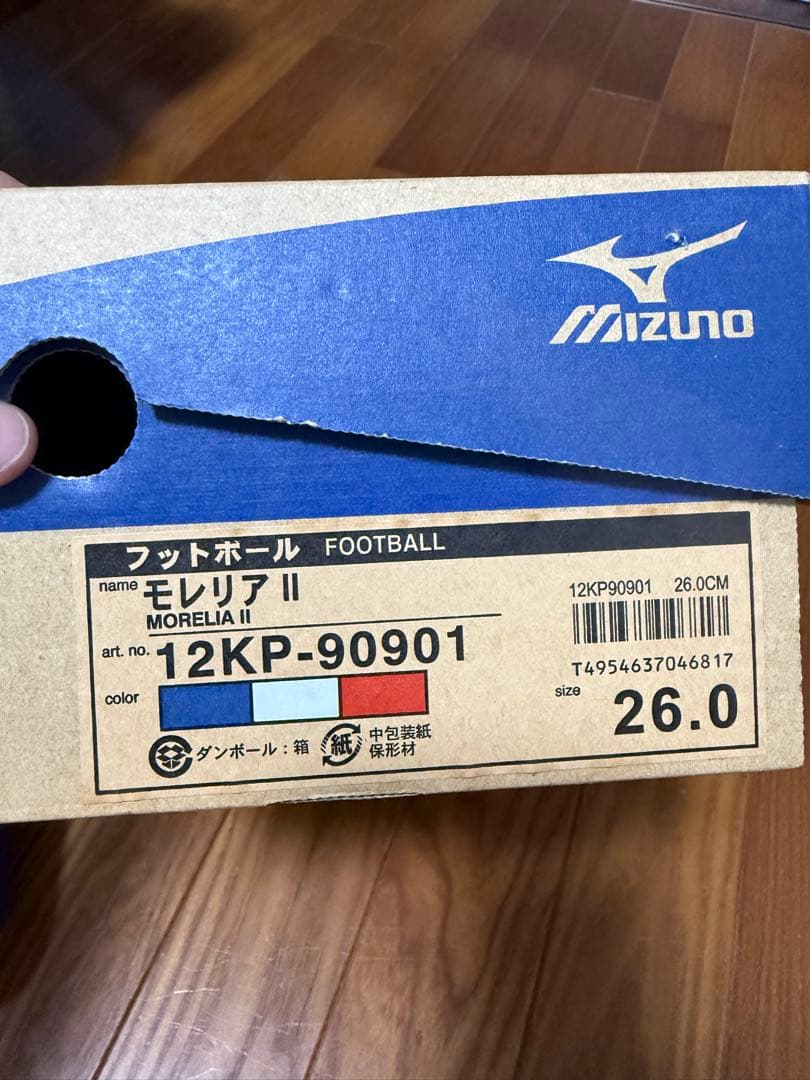 MIZUNO
フットボール FOOTBALL
name モレリア II
MORELIA II
art. no. 12KP-90901
color
ダンボール：箱 紙 中包装紙
保形材
12KP90901 26.0CM
T4954637046817
size 26.0